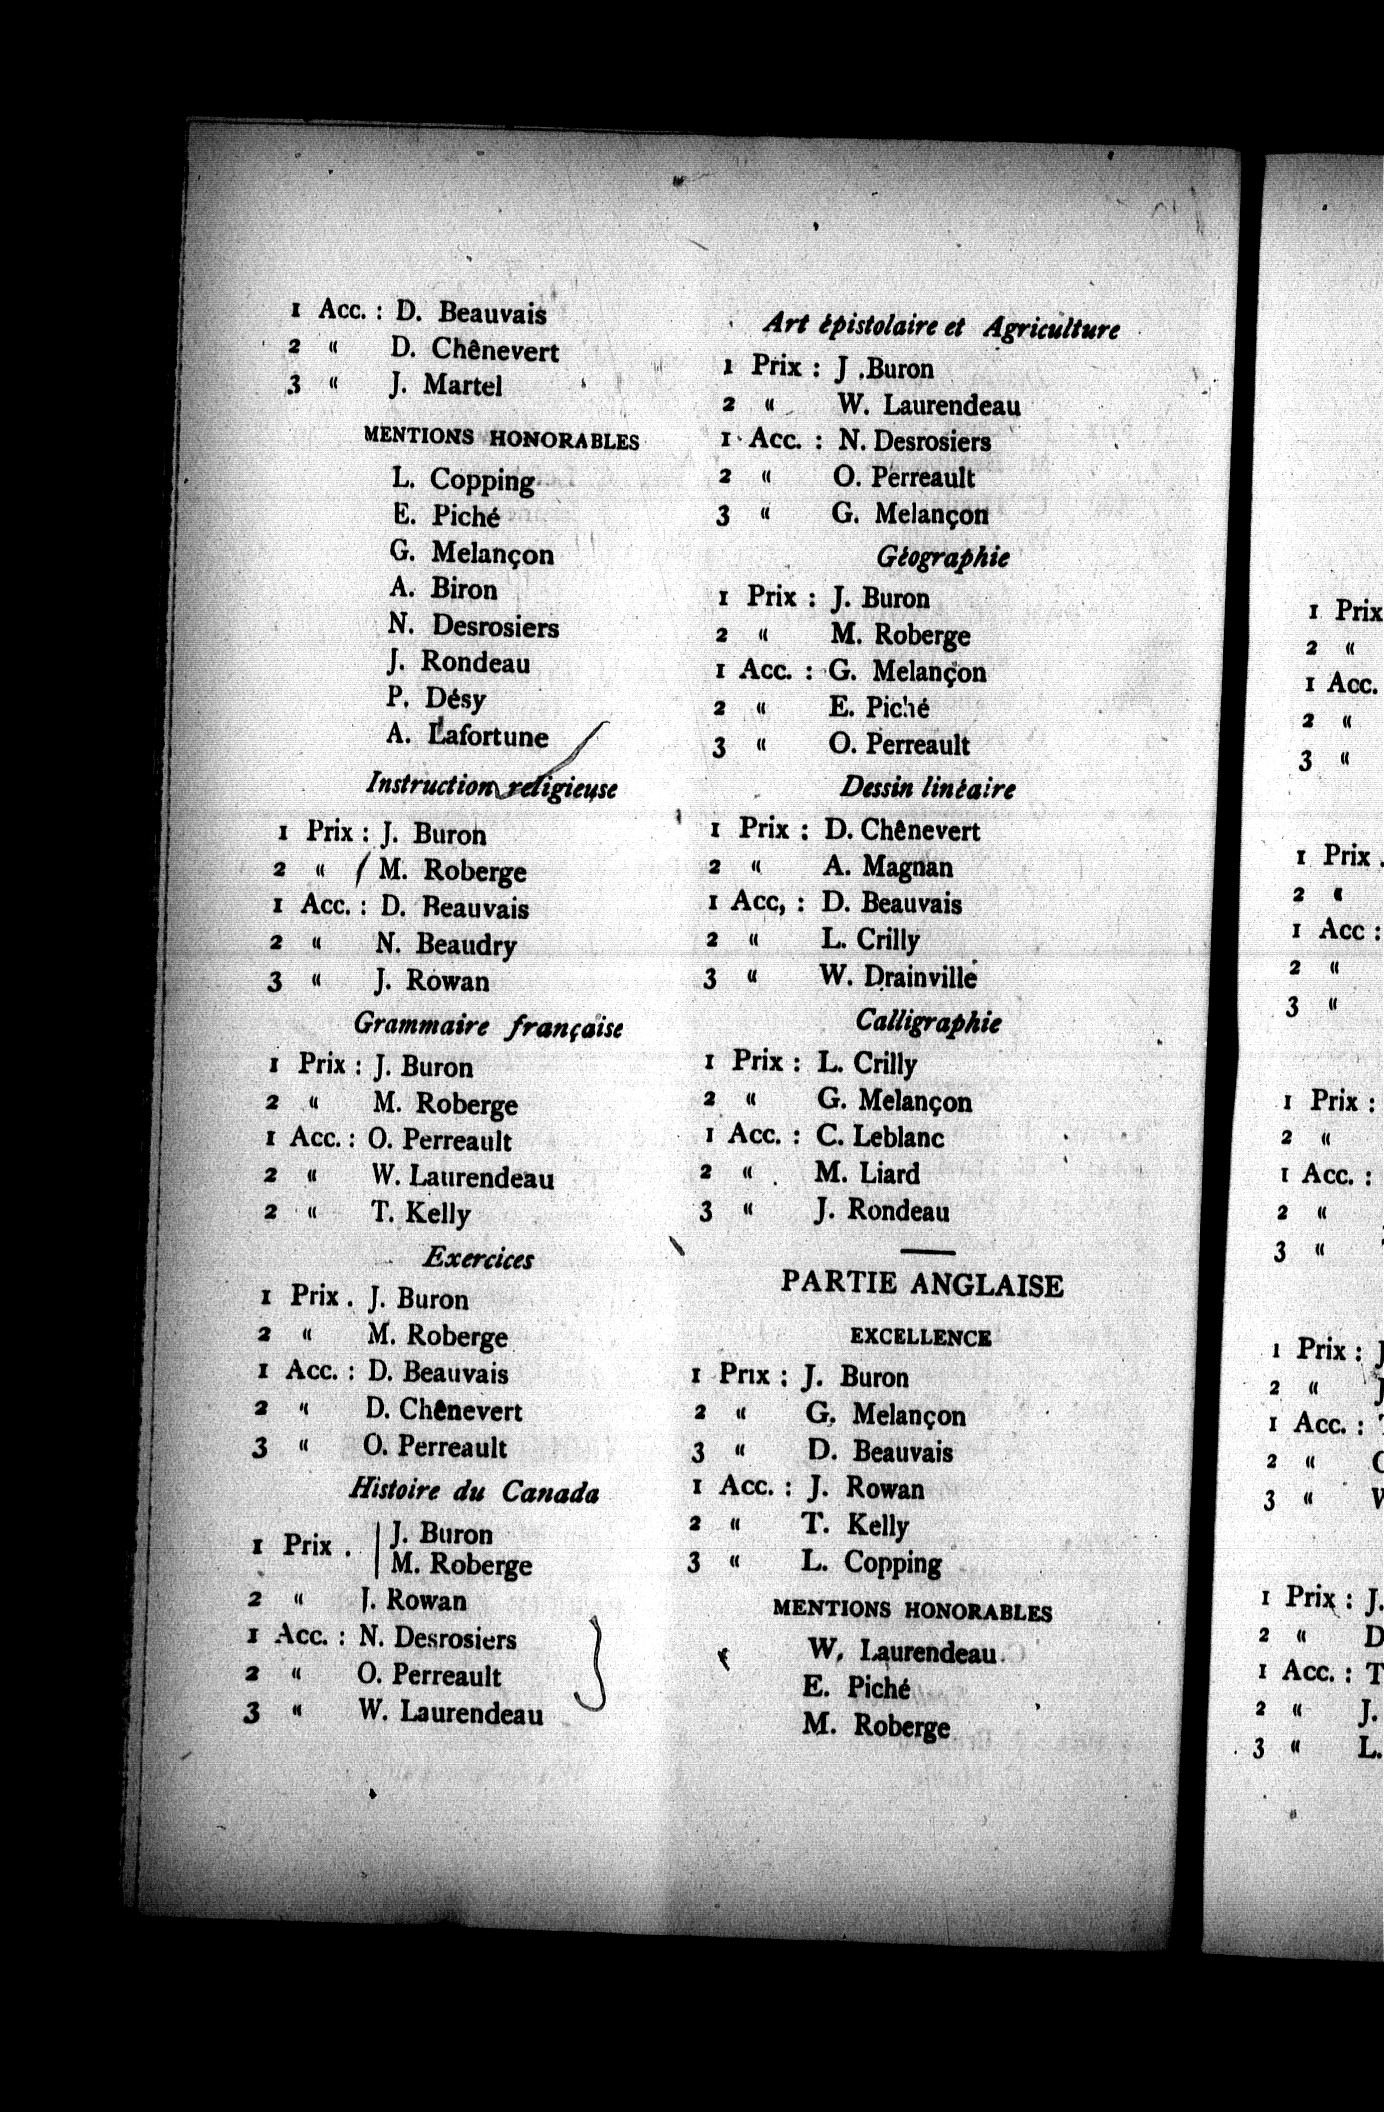 1 Acc. : D. Beauvais
2 “ D. Chênevert
3 “ J. Martel
MENTIONS HONORABLES
L. Copping
E. Piché
G. Melançon
A. Biron
N. Desrosiers
J. Rondeau
P. Désy
A. Lafortune
Instruction religieuse
1 Prix : J. Buron
2 “ M. Roberge
1 Acc. : D. Beauvais
2 “ N. Beaudry
3 “ J. Rowan
Grammaire française
1 Prix : J. Buron
2 “ M. Roberge
1 Acc. : O. Perreault
2 “ W. Laurendeau
2 “ T. Kelly
Exercices
1 Prix . J. Buron
2 “ M. Roberge
1 Acc. : D. Beauvais
2 “ D. Chênevert
3 “ O. Perreault
Histoire du Canada
1 Prix . J. Buron
M. Roberge
2 “ J. Rowan
1 Acc. : N. Desrosiers
2 “ O. Perreault
3 “ W. Laurendeau
Art épistolaire et Agriculture
1 Prix : J .Buron
2 “ W. Laurendeau
1 Acc. : N. Desrosiers
2 “ O. Perreault
3 “ G. Melançon
Géographie
1 Prix : J. Buron
2 “ M. Roberge
1 Acc. : G. Melançon
2 “ E. Piché
3 “ O. Perreault
Dessin linéaire
1 Prix : D. Chênevert
2 “ A. Magnan
1 Acc, : D. Beauvais
2 “ L. Crilly
3 “ W. Drainville
Calligraphie
1 Prix : L. Crilly
2 “ G. Melançon
1 Acc. : C. Leblanc
2 “ M. Liard
3 “ J. Rondeau
PARTIE ANGLAISE
EXCELLENCE
1 Prix : J. Buron
2 “ G. Melançon
3 “ D. Beauvais
1 Acc. : J. Rowan
2 “ T. Kelly
3 “ L. Copping
MENTIONS HONORABLES
W. Laurendeau
E. Piché
M. Roberge
1 Prix
2 “
1 Acc.
2 “
3 “
1 Prix .
2 “
1 Acc :
2 “
3 “
1 Prix :
2 “
1 Acc. :
2 “
3 “
1 Prix : J
2 “ J
1 Acc. :
2 “
3 “
1 Prix : J.
2 “ D
1 Acc. : T
2 “ J.
3 “ L.